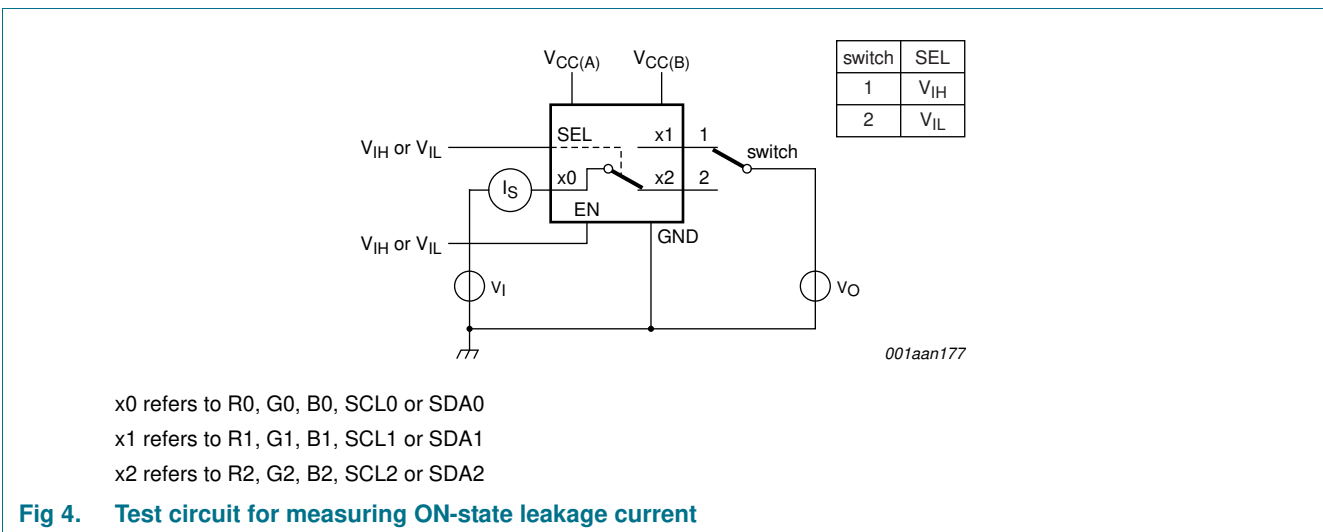 VCC(A) VCC(B)
switch SEL
1 VIH
2 VIL
VIH or VIL
SEL x1 1
switch
IS x0 x2 2
EN
VIH or VIL
GND
VI
VO
001aan177
x0 refers to R0, G0, B0, SCL0 or SDA0
x1 refers to R1, G1, B1, SCL1 or SDA1
x2 refers to R2, G2, B2, SCL2 or SDA2
Fig 4. Test circuit for measuring ON-state leakage current